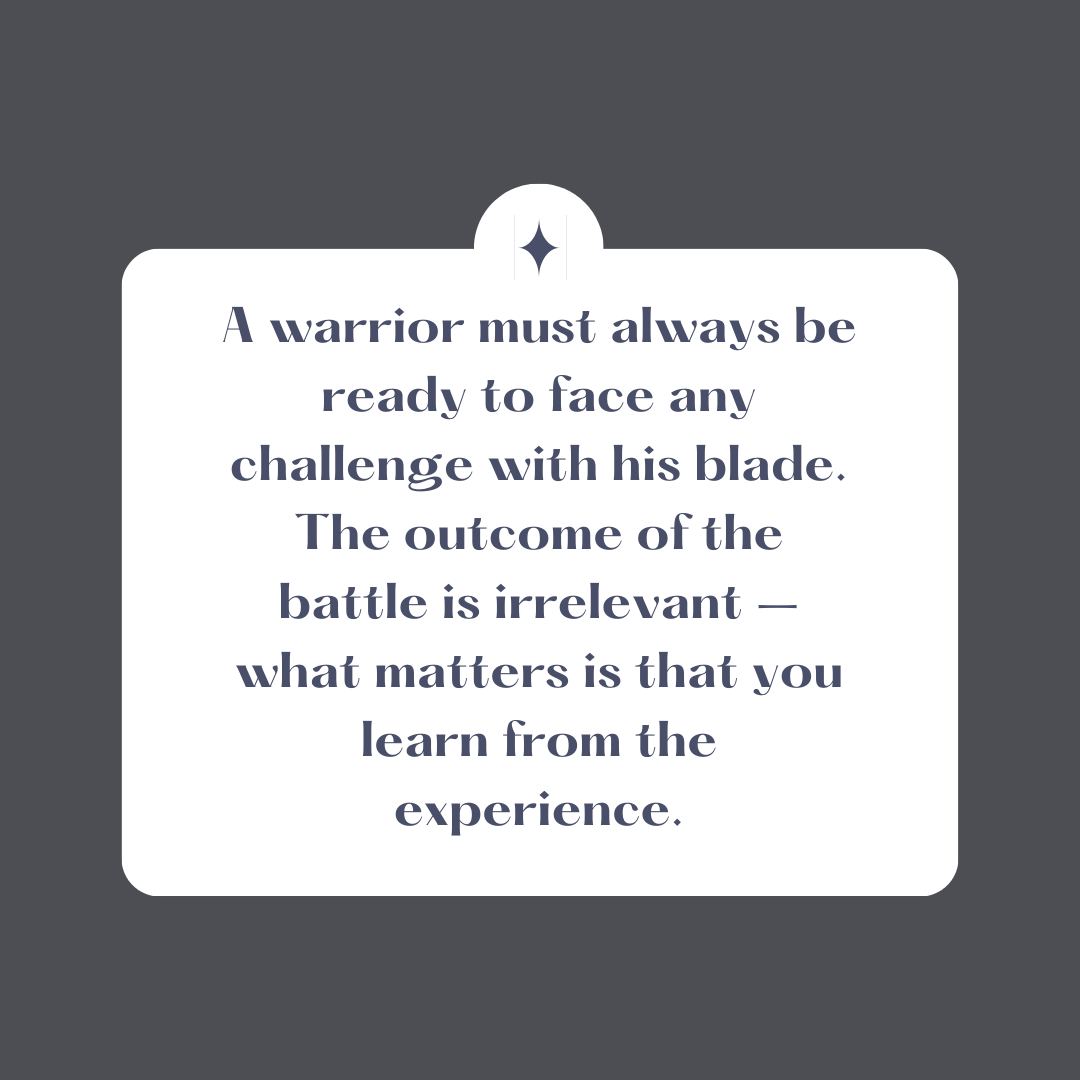 A warrior must always be
ready to face any
challenge with his blade.
The outcome of the
battle is irrelevant —
what matters is that you
learn from the
experience.